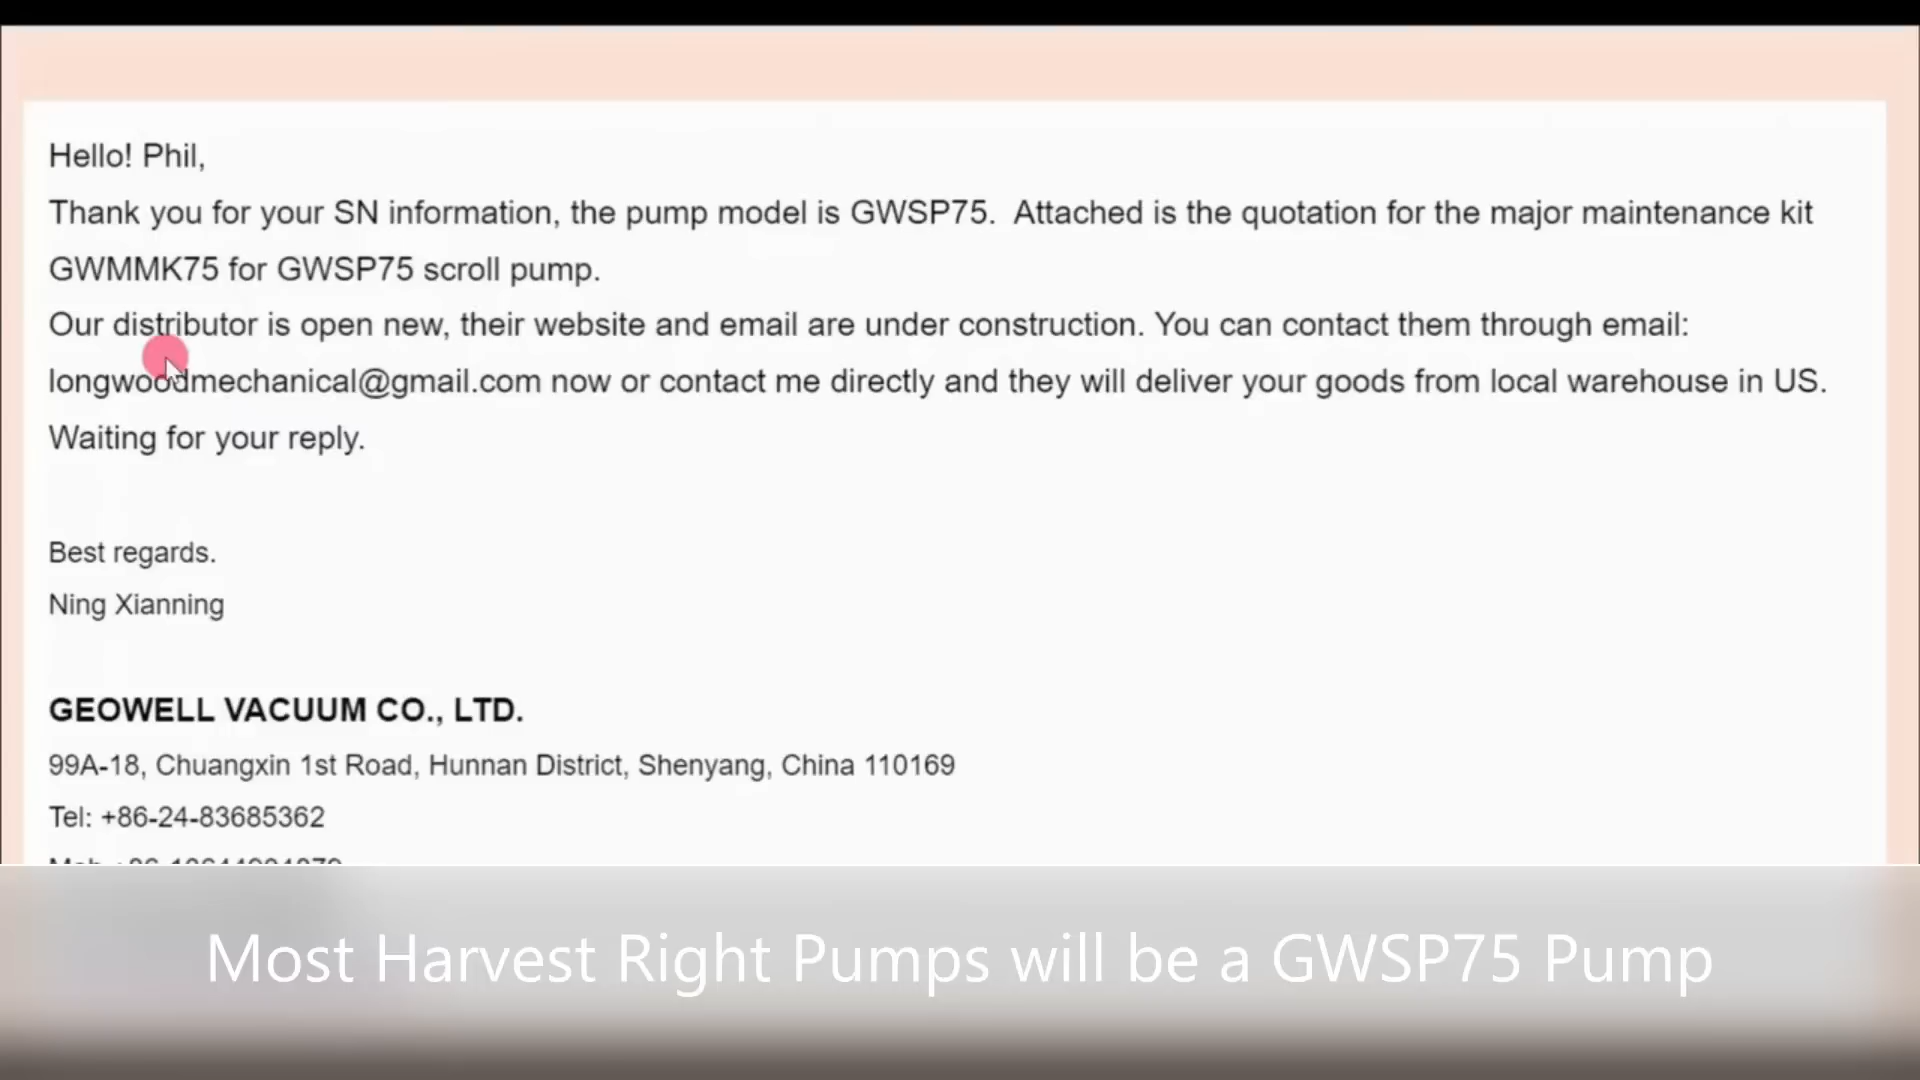 Hello! Phil,
Thank you for your SN information, the pump model is GWSP75.  Attached is the quotation for the major maintenance kit
GWMMK75 for GWSP75 scroll pump.
Our distributor is open new, their website and email are under construction. You can contact them through email:
longwoodmechanical@gmail.com now or contact me directly and they will deliver your goods from local warehouse in US.
Waiting for your reply.
Best regards.
Ning Xianning
GEOWELL VACUUM CO., LTD.
99A-18, Chuangxin 1st Road, Hunnan District, Shenyang, China 110169
Tel: +86-24-83685362
Most Harvest Right Pumps will be a GWSP75 Pump